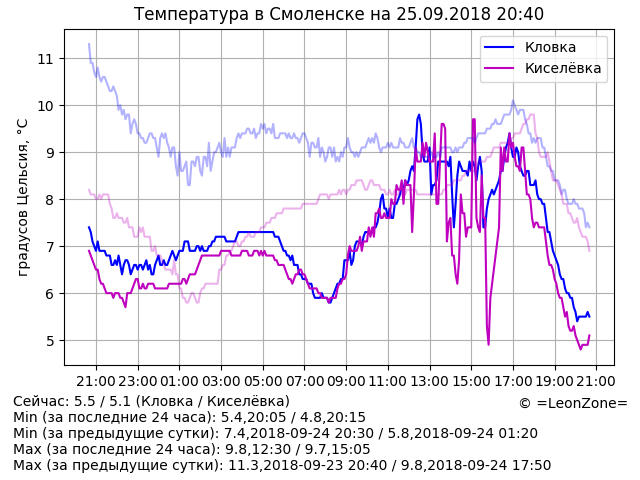 Температура в Смоленске на 25.09.2018 20:40
градусов Цельсия, °C
11
10
9
8
7
6
5
Кловка
Киселёвка
21:00 23:00 01:00 03:00 05:00 07:00 09:00 11:00 13:00 15:00 17:00 19:00 21:00
Сейчас: 5.5 / 5.1 (Кловка / Киселёвка)
© =LeonZone=
Min (за последние 24 часа): 5.4,20:05 / 4.8,20:15
Min (за предыдущие сутки): 7.4,2018-09-24 20:30 / 5.8,2018-09-24 01:20
Max (за последние 24 часа): 9.8,12:30 / 9.7,15:05
Max (за предыдущие сутки): 11.3,2018-09-23 20:40 / 9.8,2018-09-24 17:50